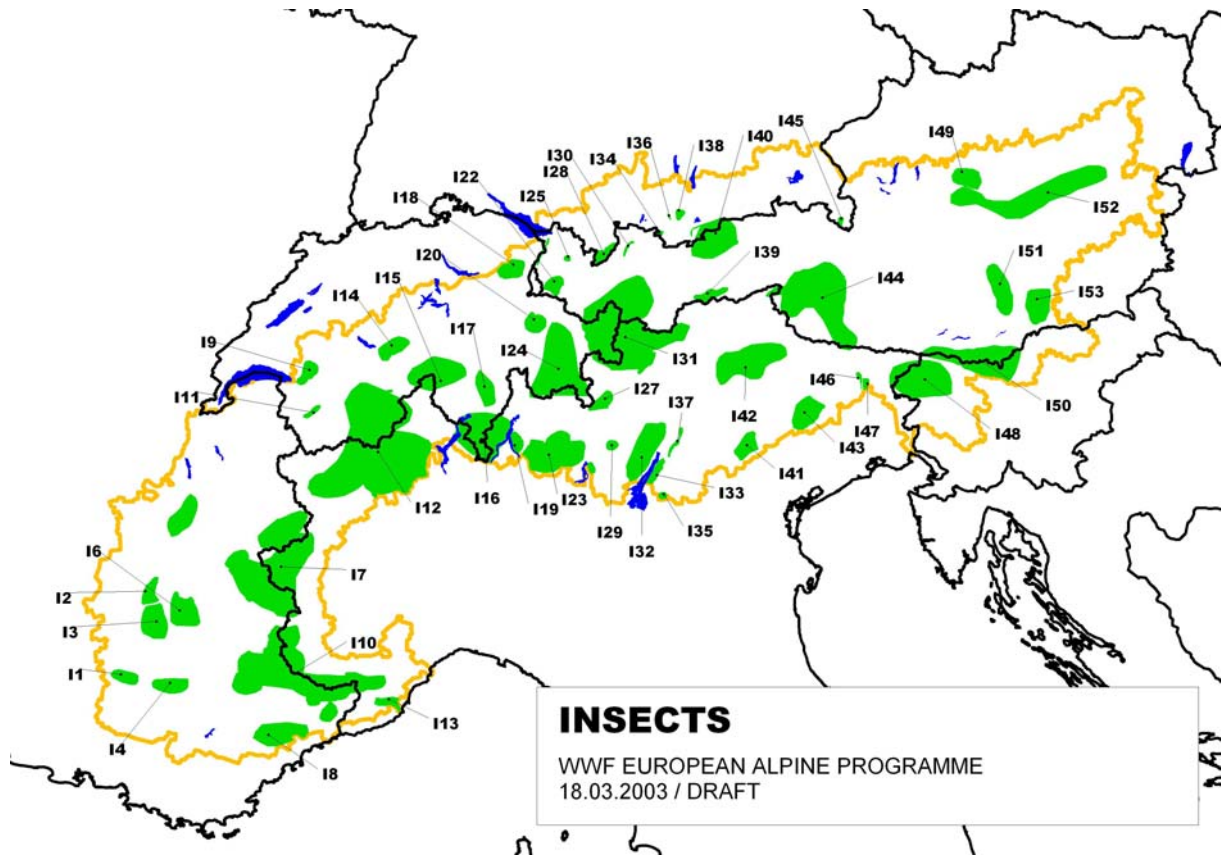 I45
I40
I36
I38
I30
I34
I28
I49
I22
I25
I18
I52
I20
I39
I51
I15
I44
I53
I14
I17
I9
I24
I31
I46
I11
I27
I42
I37
I50
I47
I48
I43
I41
I12
I16
I33
I23
I19
I29
I35
I32
I6
I7
I2
I3
I10
I1
I13
I4
I8
INSECTS
WWF EUROPEAN ALPINE PROGRAMME
18.03.2003 / DRAFT